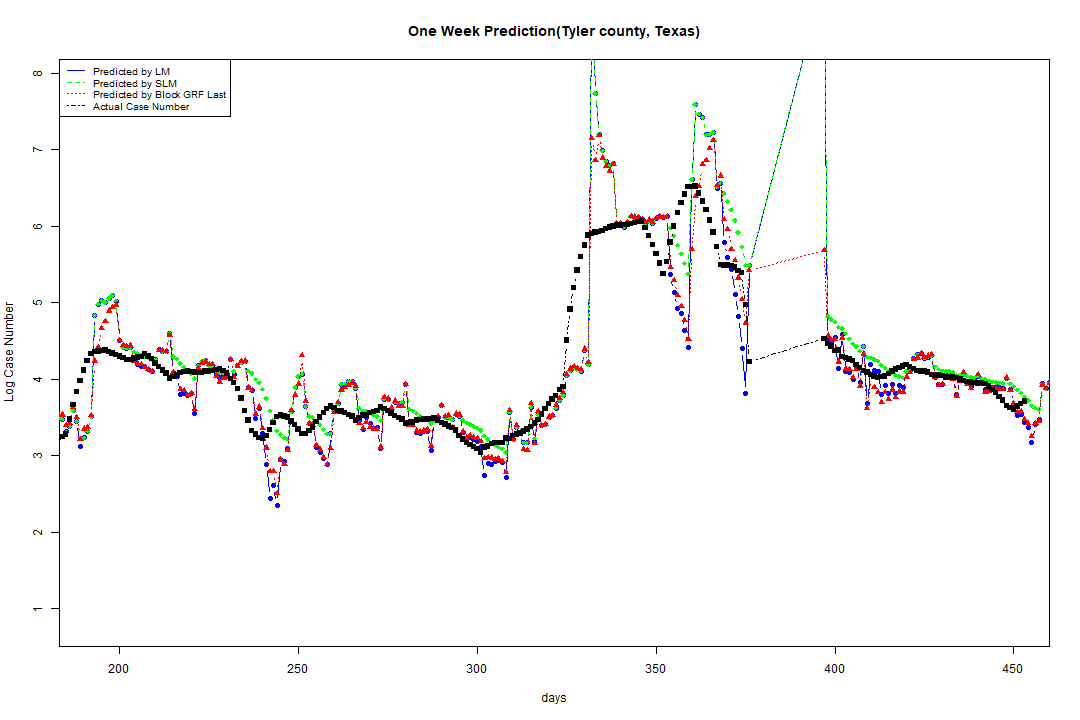 One Week Prediction(Tyler county, Texas)
Predicted by LM
Predicted by SLM
Predicted by Block GRF Last
Actual Case Number
8
7
6
5
4
3
2
1
Log Case Number
200 250 300 350 400 450
days